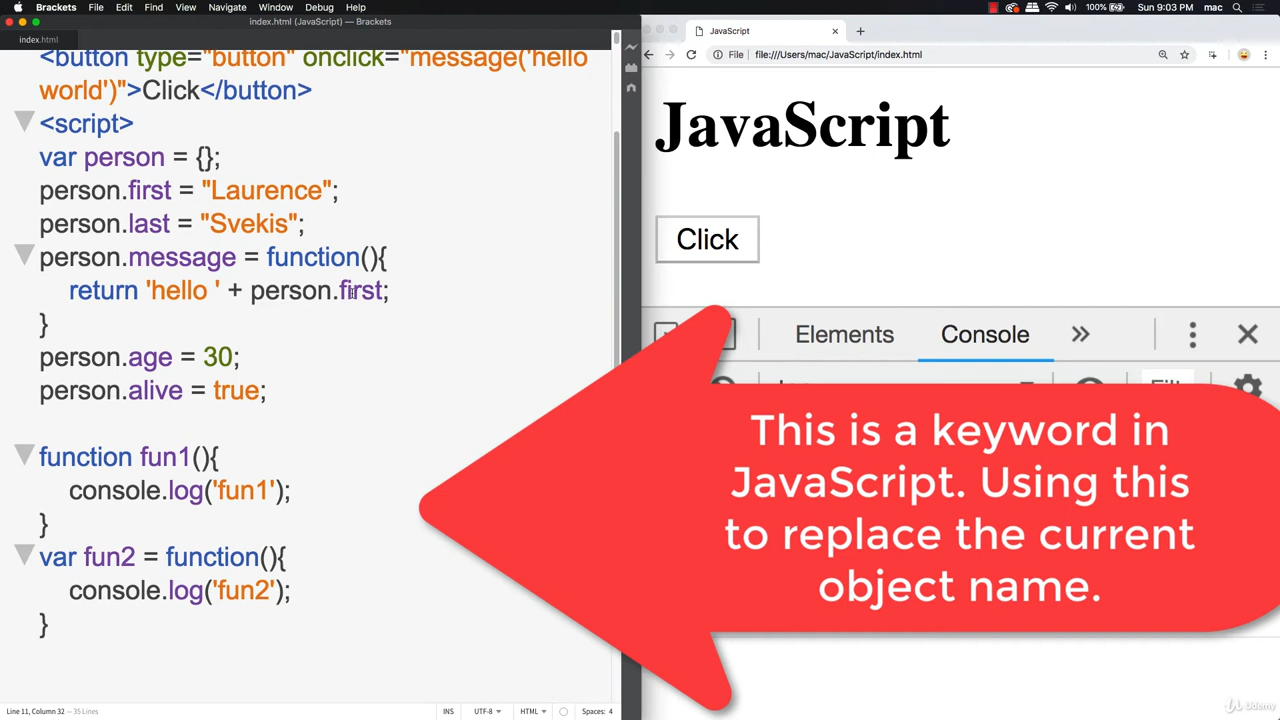 Brackets File Edit Find View Navigate Window Debug Help 100% Sun 9:03 PM mac
index.html (JavaScript) — Brackets
index.html
<button type="button" onclick="message('hello
world')">Click</button>
<script>
var person = {};
person.first = "Laurence";
person.last = "Svekis";
person.message = function(){
return 'hello ' + person.first;
}
person.age = 30;
person.alive = true;
function fun1(){
console.log('fun1');
}
var fun2 = function(){
console.log('fun2');
}
Line 11, Column 32 — 35 Lines
INS UTF-8 HTML Spaces: 4
JavaScript
File file:///Users/mac/JavaScript/index.html
JavaScript
Click
Elements Console »
This is a keyword in
JavaScript. Using this
to replace the current
object name.
Udemy